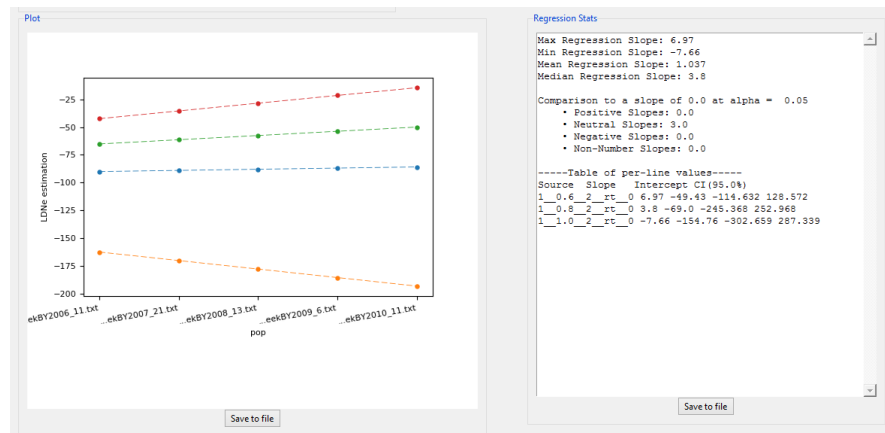 Plot
−25
−50
−75
−100
−125
−150
−175
−200
LDNe estimation
ekBY2006_11.txt
...ekBY2007_21.txt
...ekBY2008_13.txt
...eekBY2009_6.txt
...ekBY2010_11.txt
pop
Save to file
Regression Stats
Max Regression Slope: 6.97
Min Regression Slope: -7.66
Mean Regression Slope: 1.037
Median Regression Slope: 3.8
Comparison to a slope of 0.0 at alpha =  0.05
• Positive Slopes: 0.0
• Neutral Slopes: 3.0
• Negative Slopes: 0.0
• Non-Number Slopes: 0.0
-----Table of per-line values-----
Source  Slope   Intercept CI(95.0%)
1__0.6__2__rt__0 6.97 -49.43 -114.632 128.572
1__0.8__2__rt__0 3.8 -69.0 -245.368 252.968
1__1.0__2__rt__0 -7.66 -154.76 -302.659 287.339
Save to file